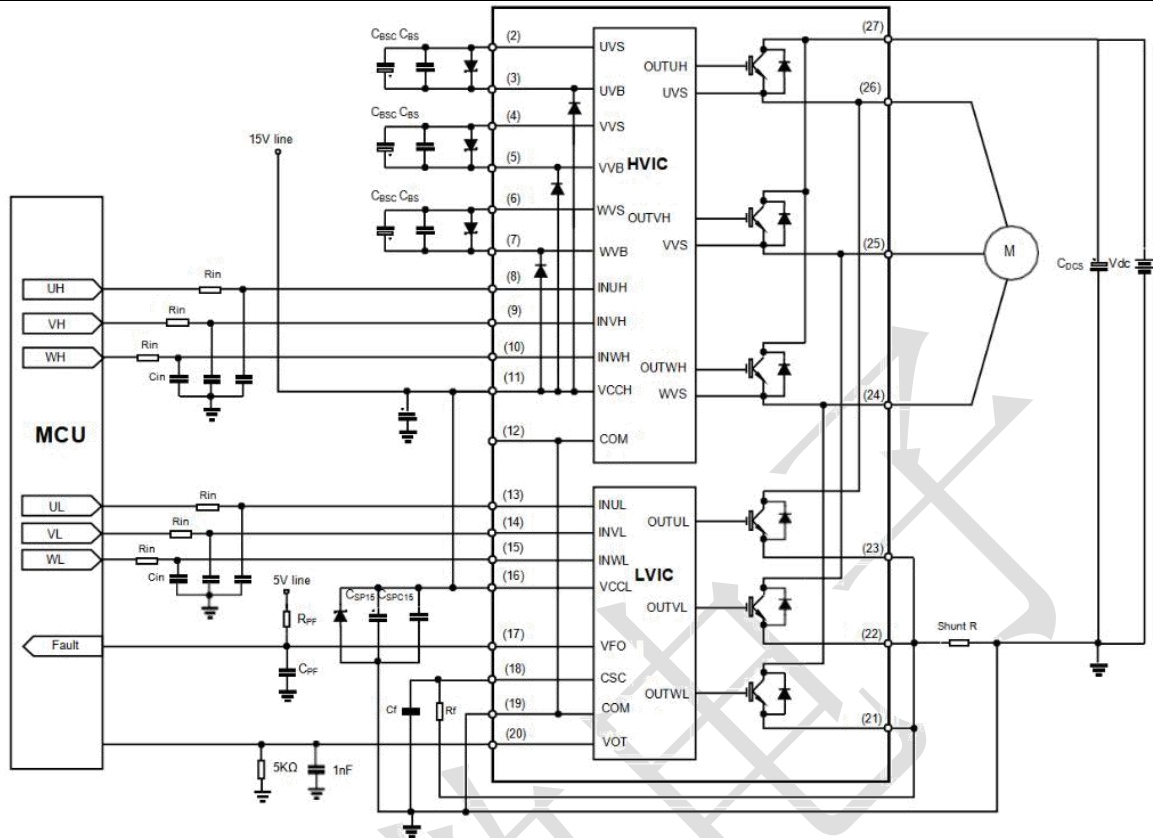 CBSC CBS
(2)
UVS
(3)
UVB
CBSC CBS
(4)
VVS
(5)
VVB
CBSC CBS
(6)
WVS
(7)
WVB
15V line
HVIC
OUTUH
UVS
OUTVH
VVS
OUTWH
WVS
(27)
(26)
(25)
(24)
M
CDCS
Vdc
MCU
UH
Rin
(8)
INUH
VH
Rin
(9)
INVH
WH
Rin
(10)
INWH
Cin
(11)
VCCH
(12)
COM
UL
Rin
(13)
INUL
VL
Rin
(14)
INVL
WL
Rin
(15)
INWL
Cin
(16)
VCCL
5V line
RPF
CSP15
CSPC15
Fault
(17)
VFO
CPF
(18)
CSC
Cf
Rf
(19)
COM
(20)
VOT
5KΩ
1nF
LVIC
OUTUL
OUTVL
OUTWL
(23)
(22)
(21)
Shunt R